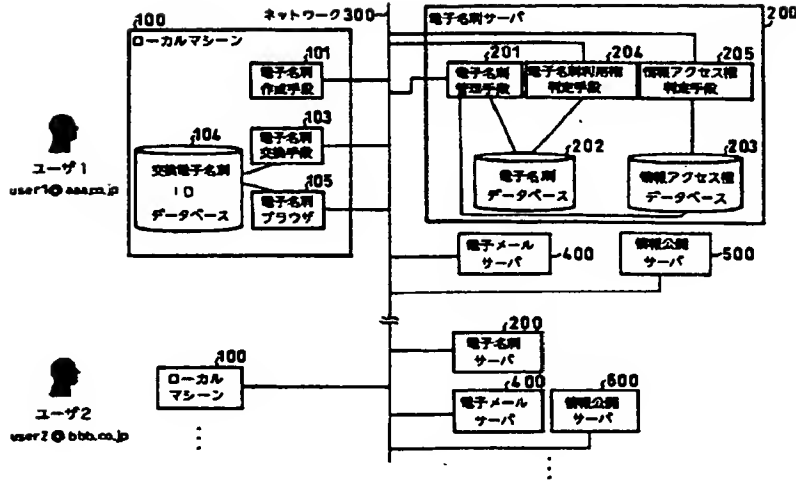 100
ネットワーク300
電子名刺サーバ
200
ローカルマシーン
101
電子名刺
作成手段
201
電子名刺
管理手段
204
電子名刺利用権
判定手段
205
情報アクセス権
判定手段
103
電子名刺
交換手段
104
交換電子名刺
ID
データベース
105
電子名刺
ブラウザ
ユーザ1
user1@aaa.co.jp
202
電子名刺
データベース
203
情報アクセス権
データベース
電子メール
サーバ
400
情報公開
サーバ
500
200
電子名刺
サーバ
100
ローカル
マシーン
400
電子メール
サーバ
600
情報公開
サーバ
ユーザ2
user2@bbb.co.jp